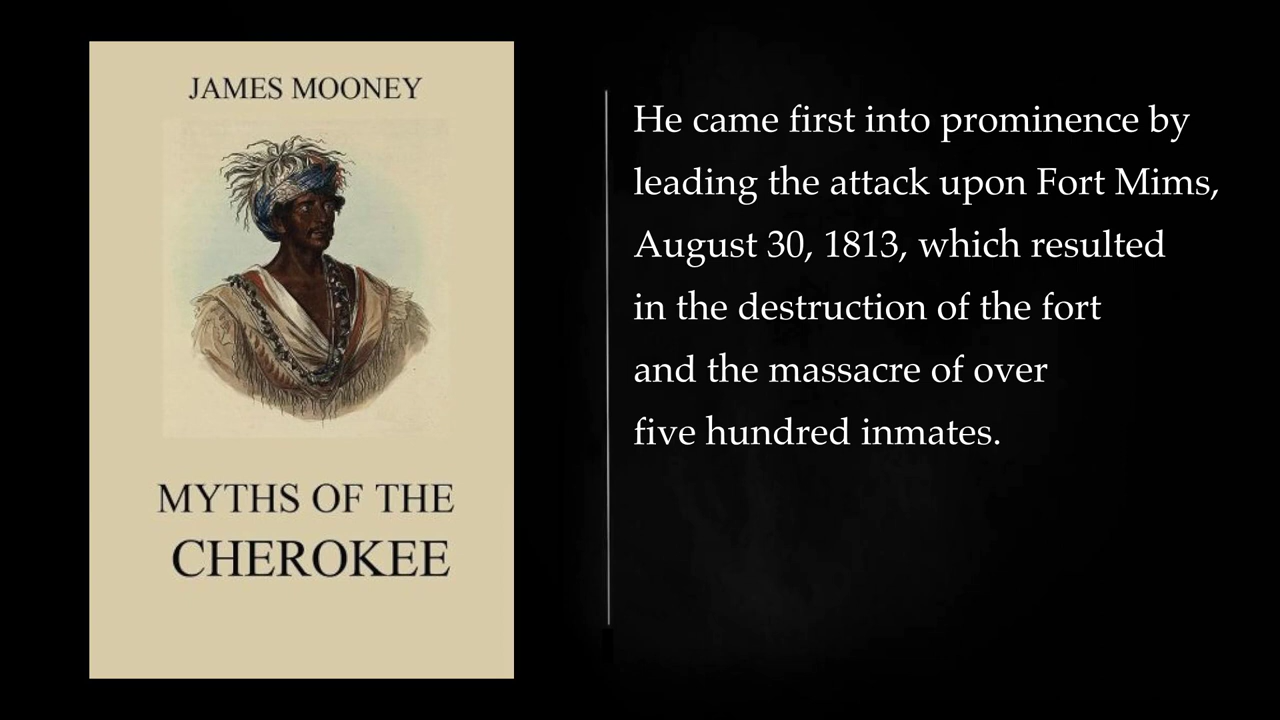 JAMES MOONEY
MYTHS OF THE
CHEROKEE
He came first into prominence by
leading the attack upon Fort Mims,
August 30, 1813, which resulted
in the destruction of the fort
and the massacre of over
five hundred inmates.